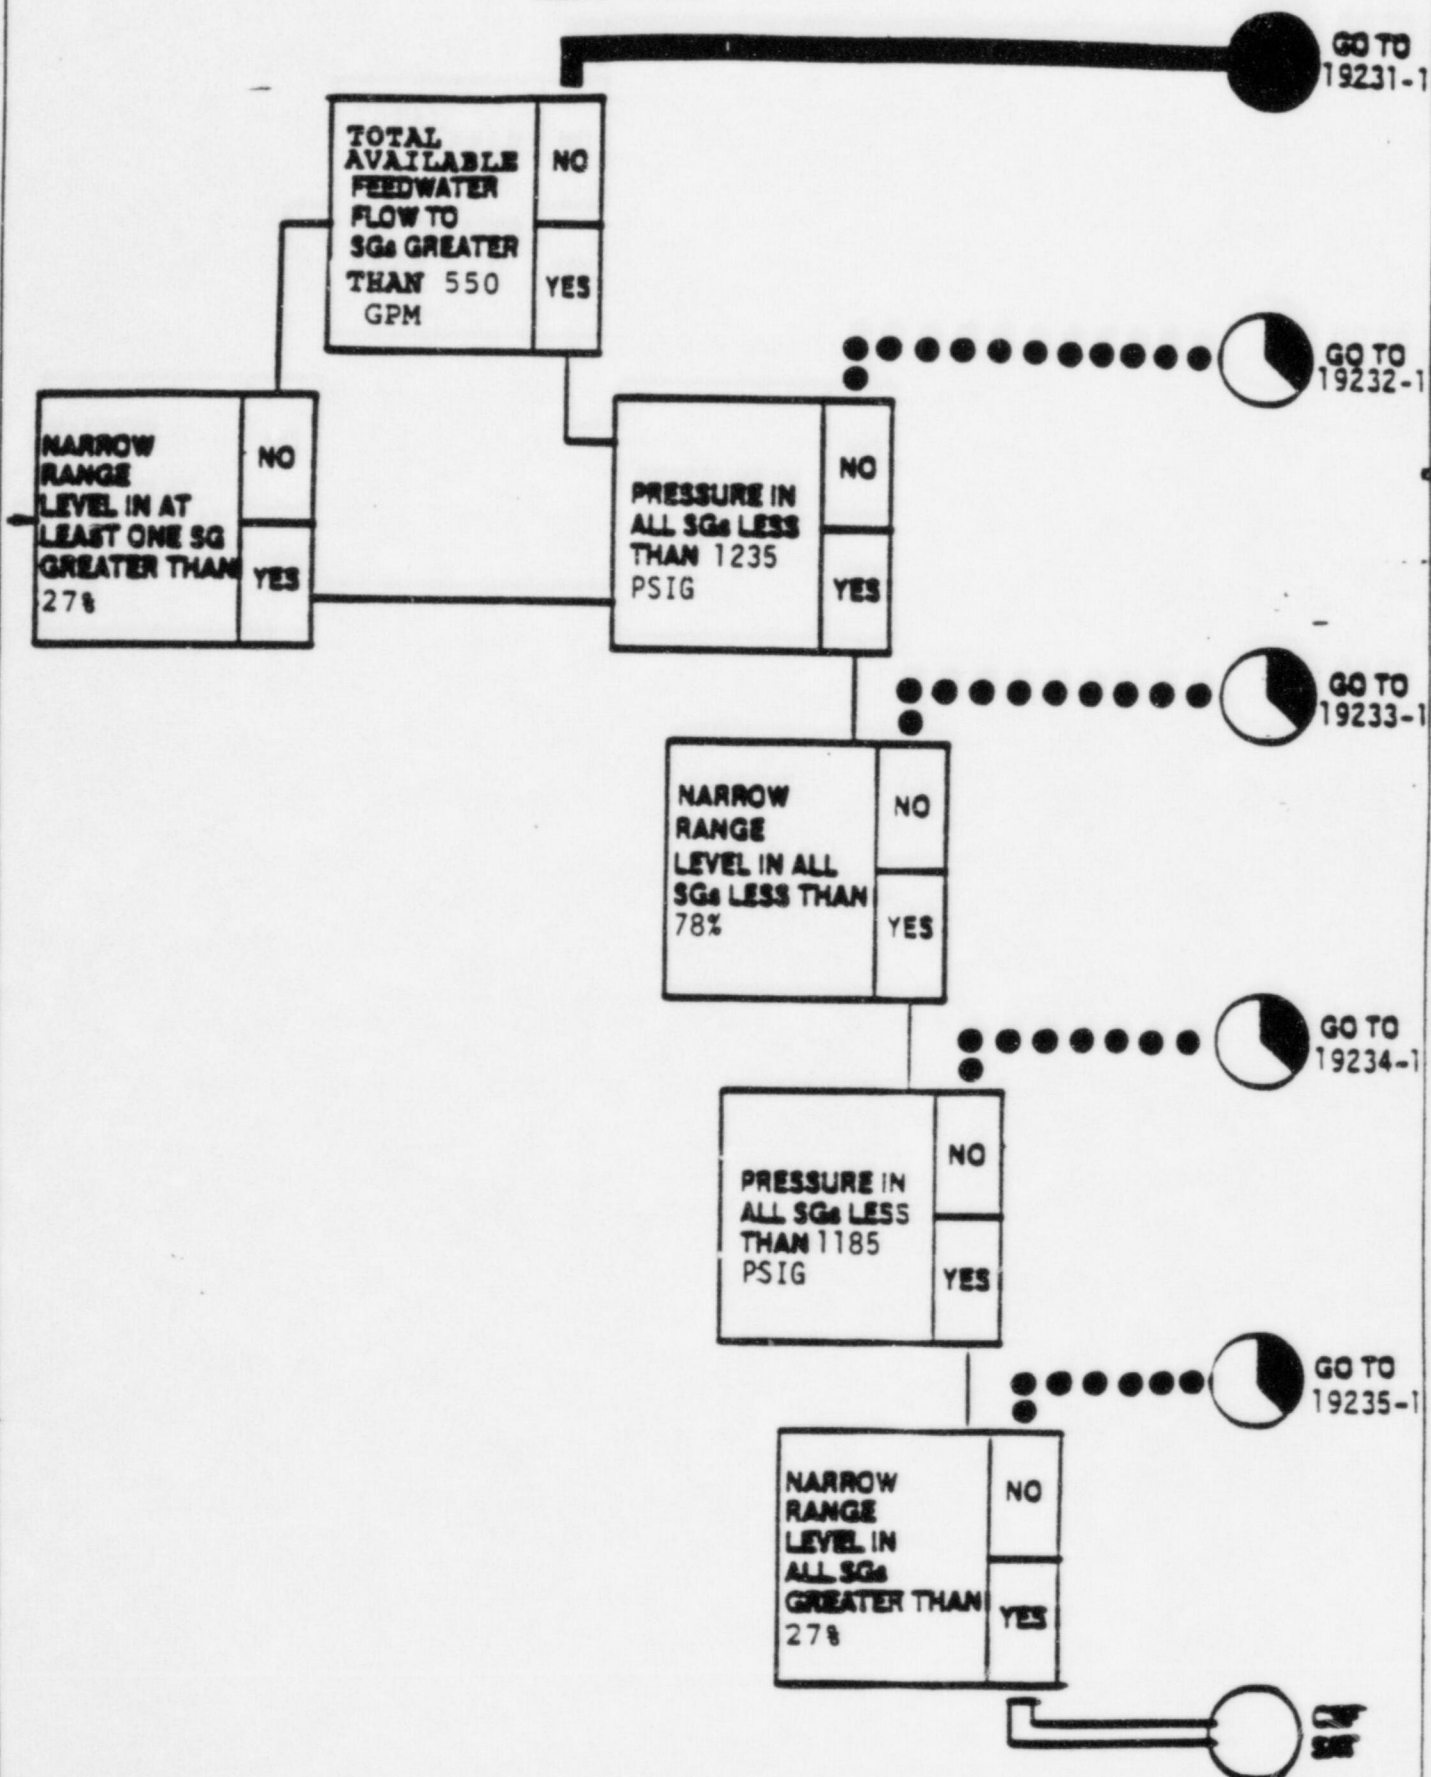 GO TO
19231-1
TOTAL
AVAILABLE
FEEDWATER
FLOW TO
SGs GREATER
THAN 550
GPM
NO
YES
GO TO
19232-1
NARROW
RANGE
LEVEL IN AT
LEAST ONE SG
GREATER THAN
27%
NO
YES
PRESSURE IN
ALL SGs LESS
THAN 1235
PSIG
NO
YES
GO TO
19233-1
NARROW
RANGE
LEVEL IN ALL
SGs LESS THAN
78%
NO
YES
GO TO
19234-1
PRESSURE IN
ALL SGs LESS
THAN 1185
PSIG
NO
YES
GO TO
19235-1
NARROW
RANGE
LEVEL IN
ALL SGs
GREATER THAN
27%
NO
YES
CSF
SAT